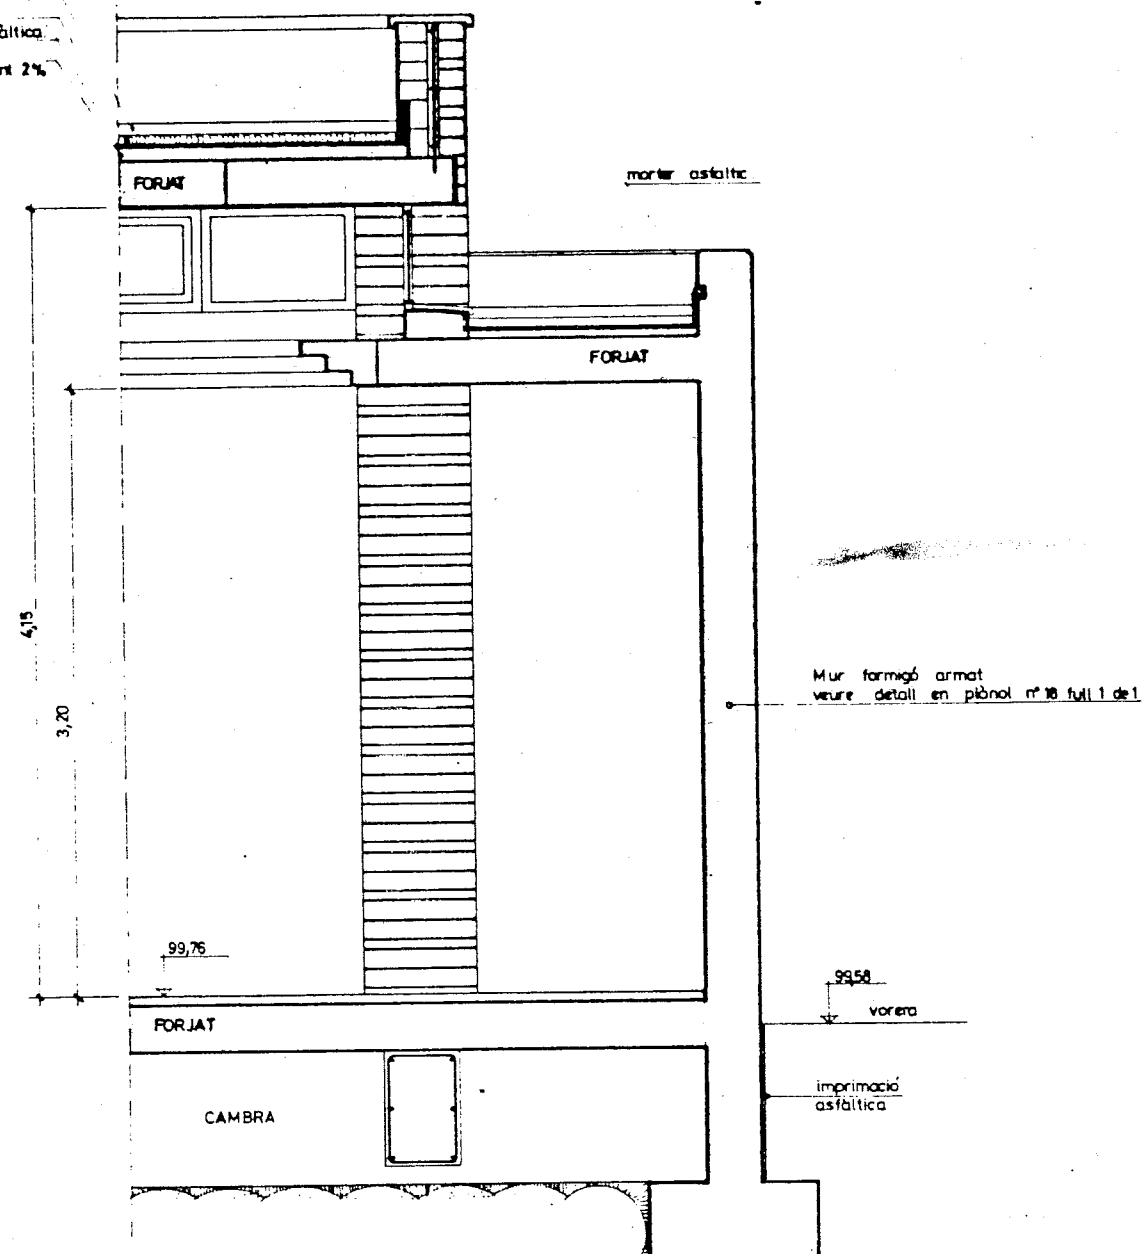 àltica
nt 2%
FORJAT
morter asfaltic
FORJAT
4,15
3,20
Mur formigó armat
veure detall en plànol nº 18 full 1 de 1
99,76
99,58
vorera
FORJAT
imprimació
asfàltica
CAMBRA